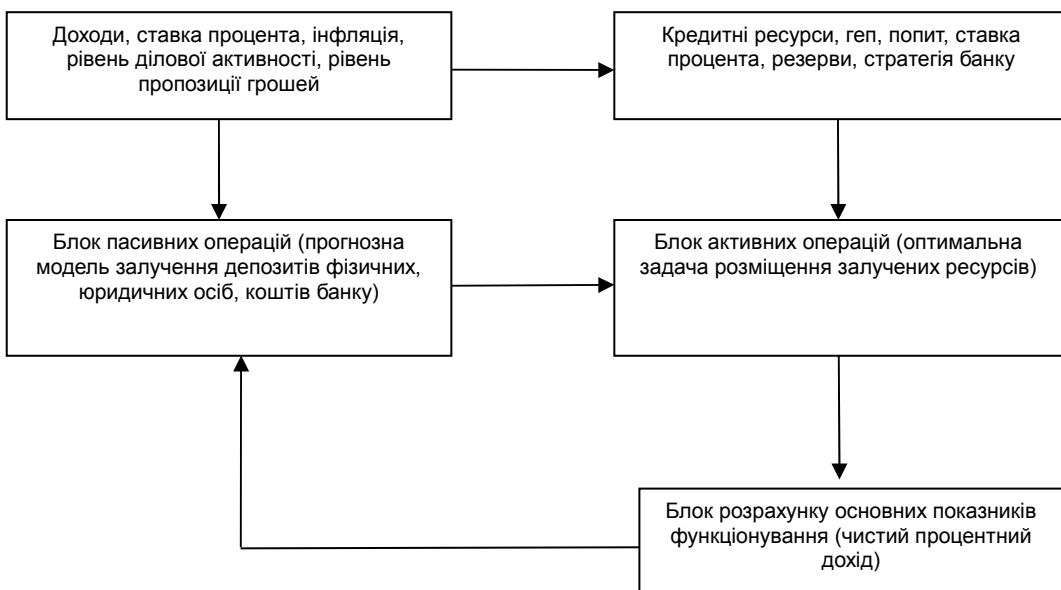 Доходи, ставка процента, інфляція,
рівень ділової активності, рівень
пропозиції грошей
Кредитні ресурси, геп, попит, ставка
процента, резерви, стратегія банку
Блок пасивних операцій (прогнозна
модель залучення депозитів фізичних,
юридичних осіб, коштів банку)
Блок активних операцій (оптимальна
задача розміщення залучених ресурсів)
Блок розрахунку основних показників
функціонування (чистий процентний
дохід)